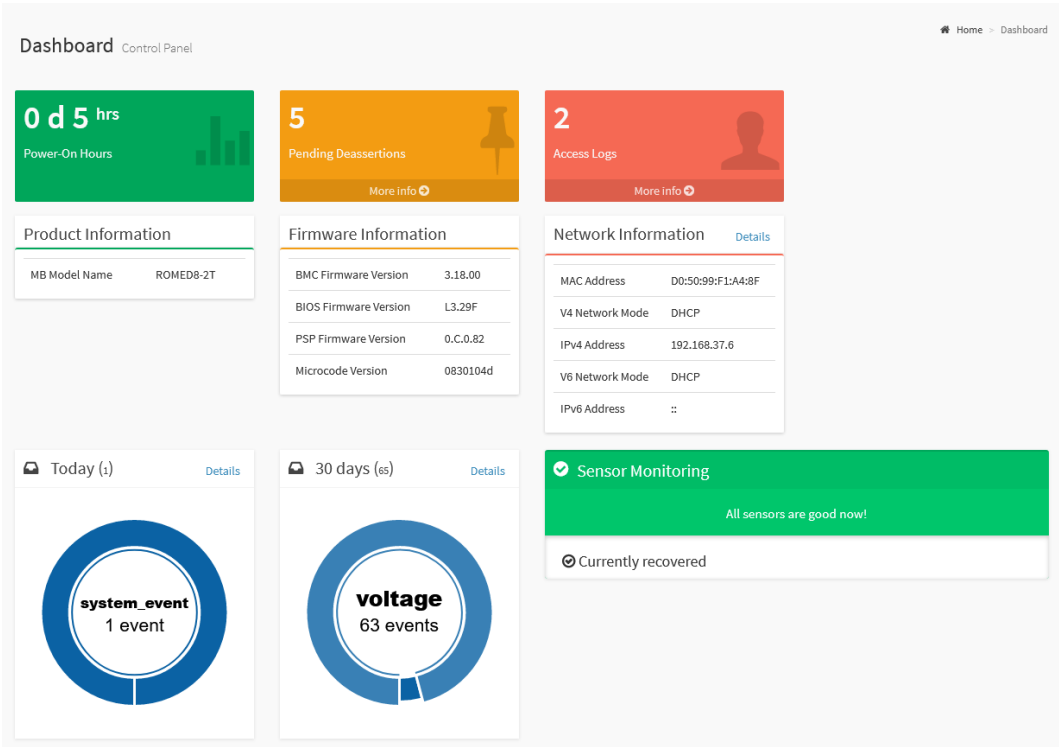 Dashboard Control Panel
Home > Dashboard
0 d 5 hrs
Power-On Hours
5
Pending Deassertions
More info
2
Access Logs
More info
Product Information
MB Model Name ROMED8-2T
Firmware Information
BMC Firmware Version 3.18.00
BIOS Firmware Version L3.29F
PSP Firmware Version 0.C.0.82
Microcode Version 0830104d
Network Information Details
MAC Address D0:50:99:F1:A4:8F
V4 Network Mode DHCP
IPv4 Address 192.168.37.6
V6 Network Mode DHCP
IPv6 Address ::
Today (1) Details
system_event
1 event
30 days (65) Details
voltage
63 events
Sensor Monitoring
All sensors are good now!
Currently recovered